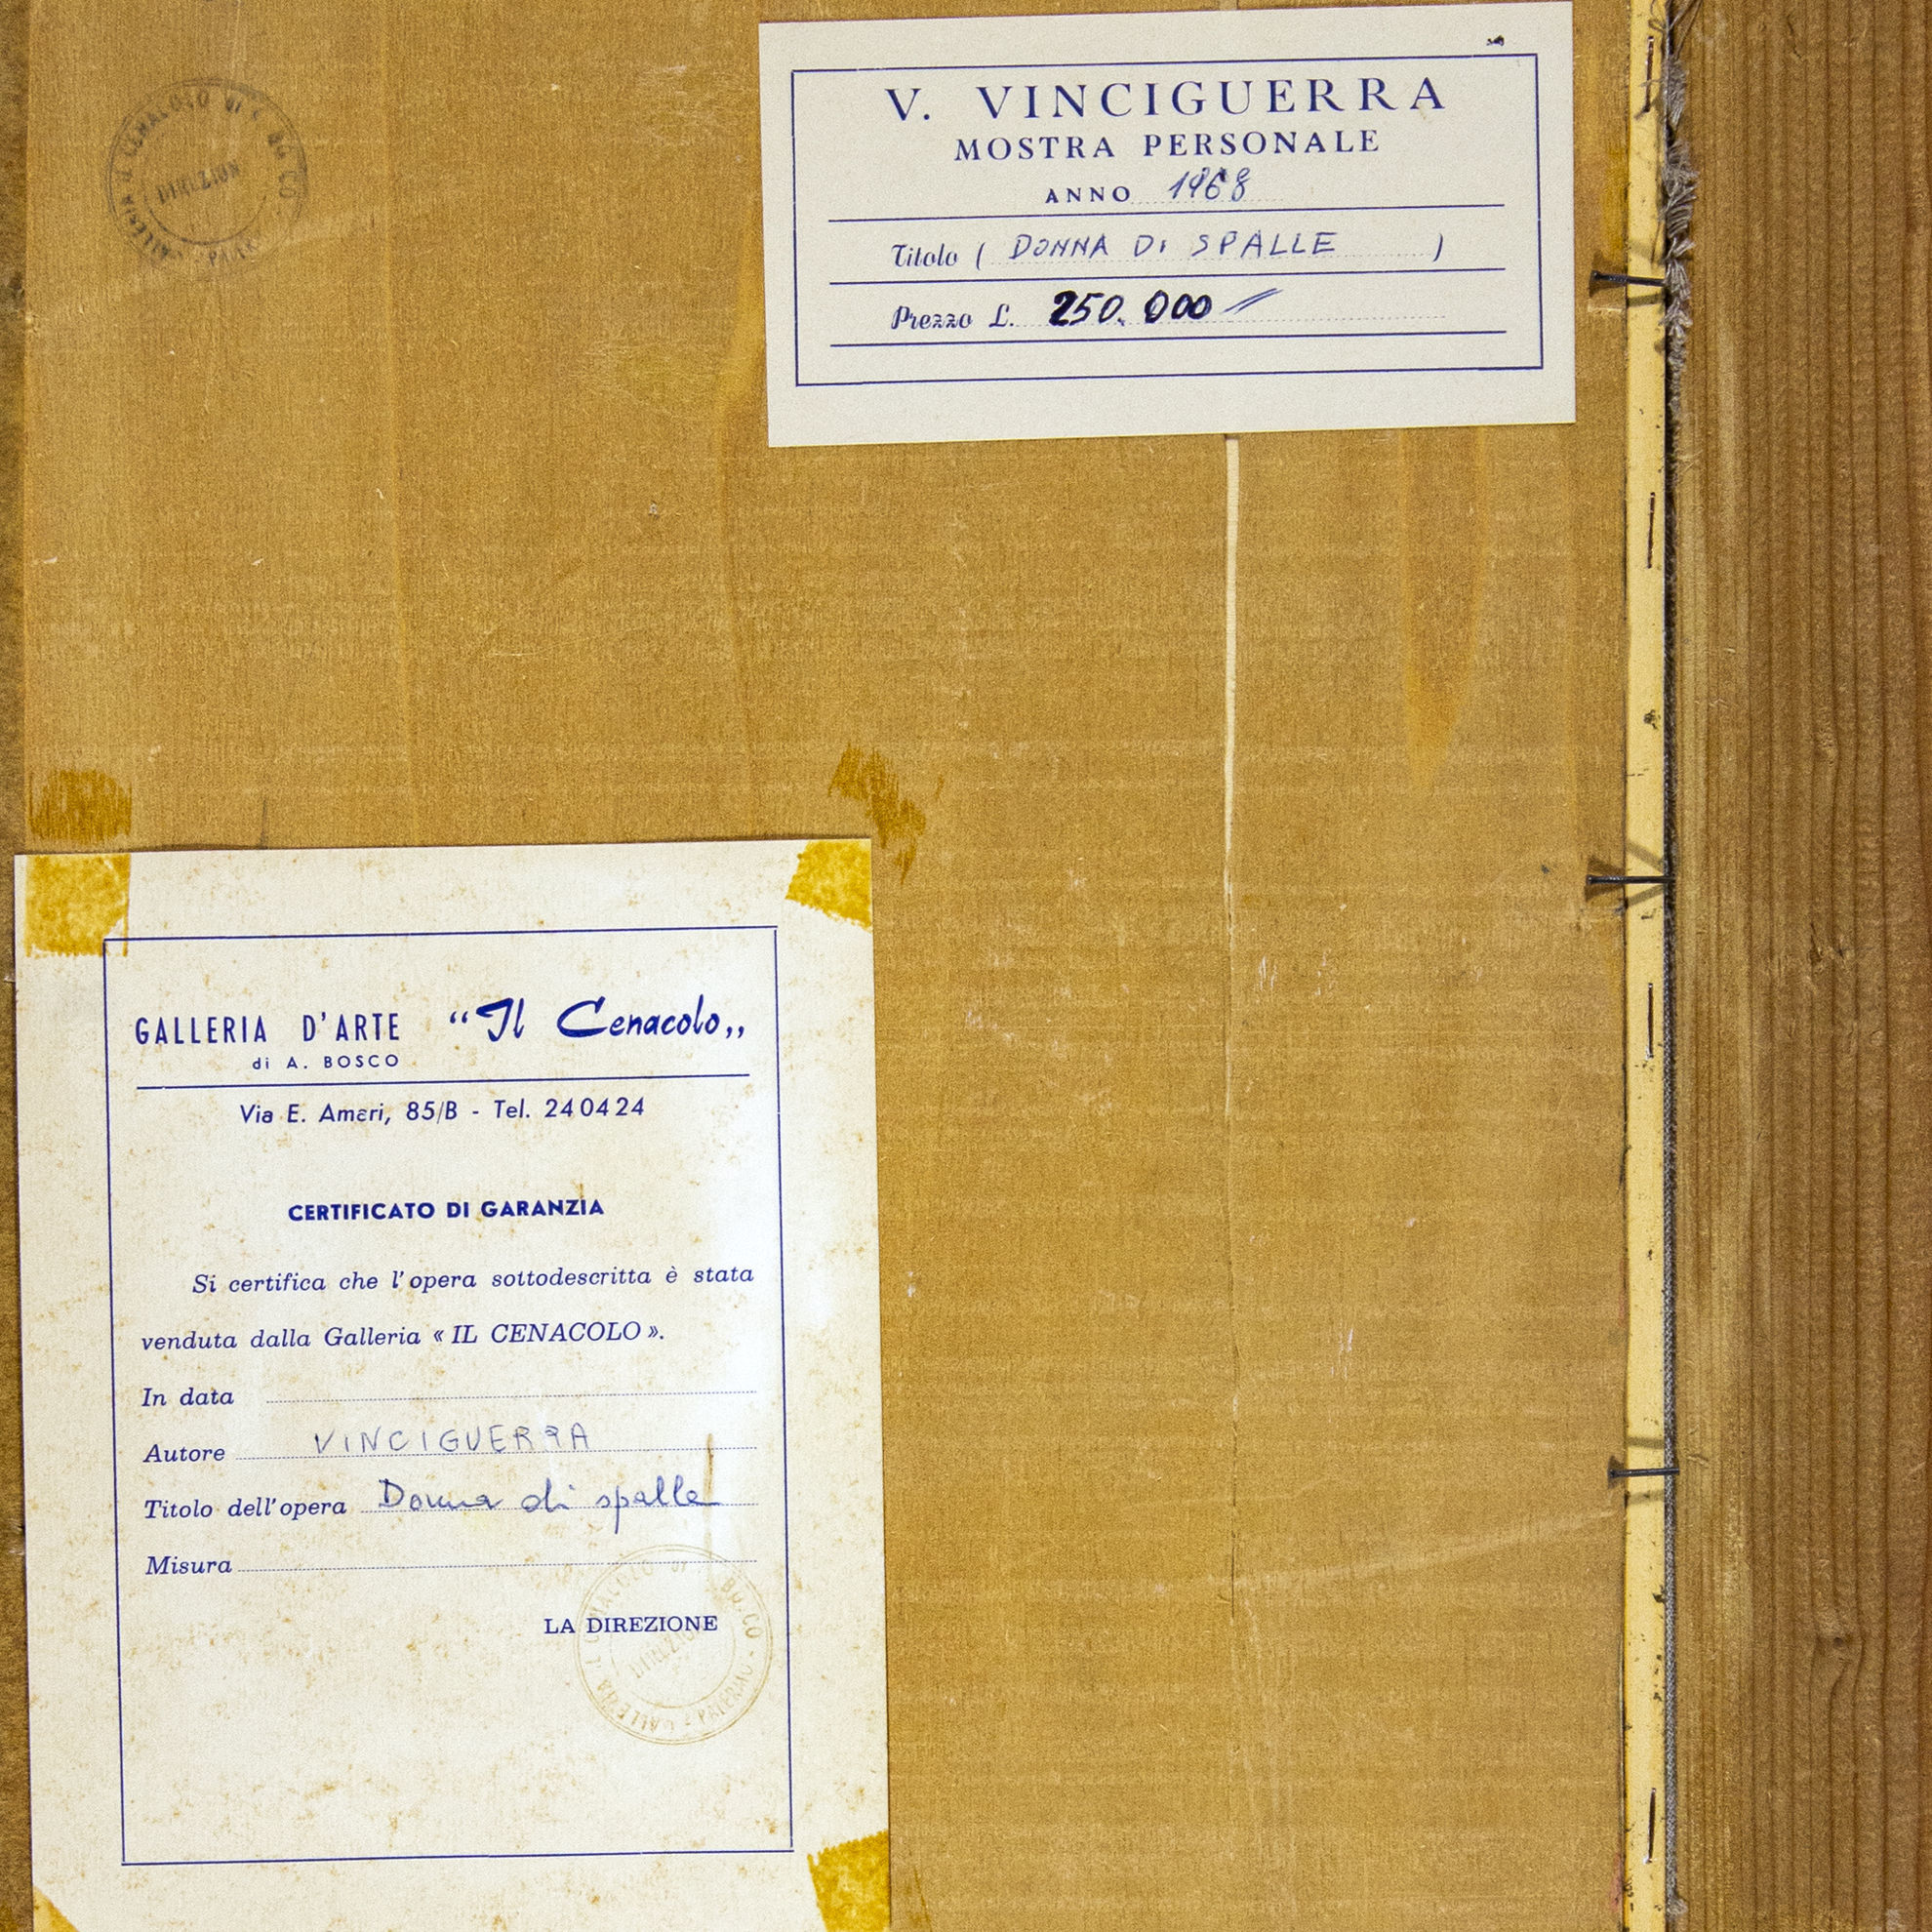 V. VINCIGUERRA
MOSTRA PERSONALE
ANNO 1968
Titolo ( DONNA Di SPALLE )
Prezzo L. 250.000
DIREZION
GALLERIA D'ARTE “Il Cenacolo„
di A. BOSCO
Via E. Amari, 85/B - Tel. 240424
CERTIFICATO DI GARANZIA
Si certifica che l'opera sottodescritta è stata
venduta dalla Galleria « IL CENACOLO ».
In data
Autore VINCIGUERRA
Titolo dell'opera Donna di spalle
Misura
LA DIREZIONE